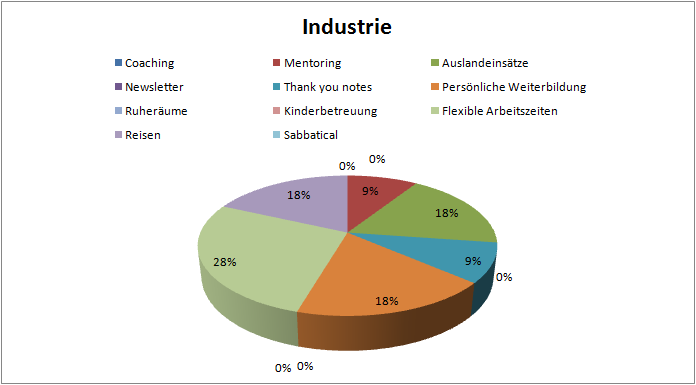 Industrie
Coaching Mentoring Auslandeinsätze
Newsletter Thank you notes Persönliche Weiterbildung
Ruheräume Kinderbetreuung Flexible Arbeitszeiten
Reisen Sabbatical
0% 0%
18% 9%
18%
28% 9%
0%
18%
0% 0%